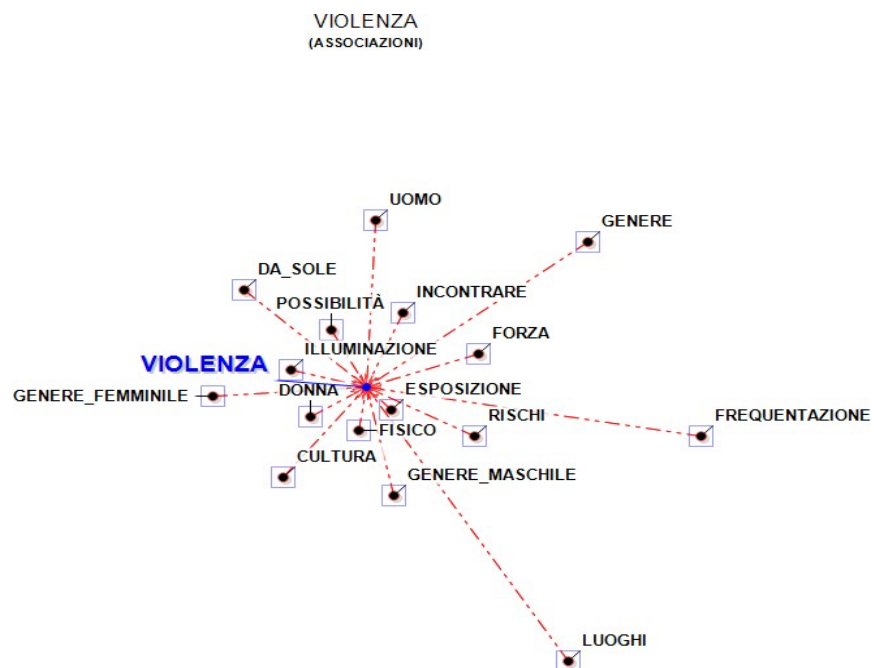 VIOLENZA
(ASSOCIAZIONI)
UOMO
GENERE
DA_SOLE
POSSIBILITÀ
INCONTRARE
FORZA
ILLUMINAZIONE
VIOLENZA
GENERE_FEMMINILE
DONNA
ESPOSIZIONE
RISCHI
FREQUENTAZIONE
FISICO
CULTURA
GENERE_MASCHILE
LUOGHI